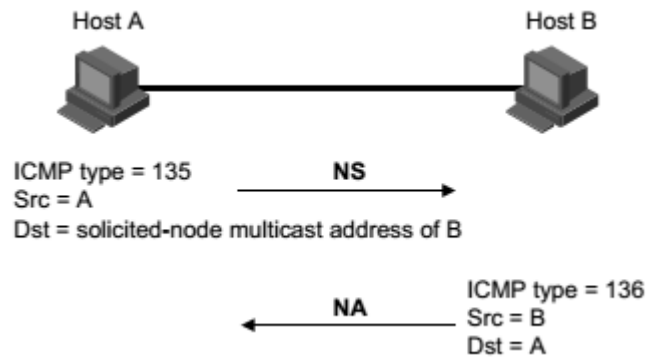 Host A
Host B
ICMP type = 135
Src = A
Dst = solicited-node multicast address of B
NS
NA
ICMP type = 136
Src = B
Dst = A